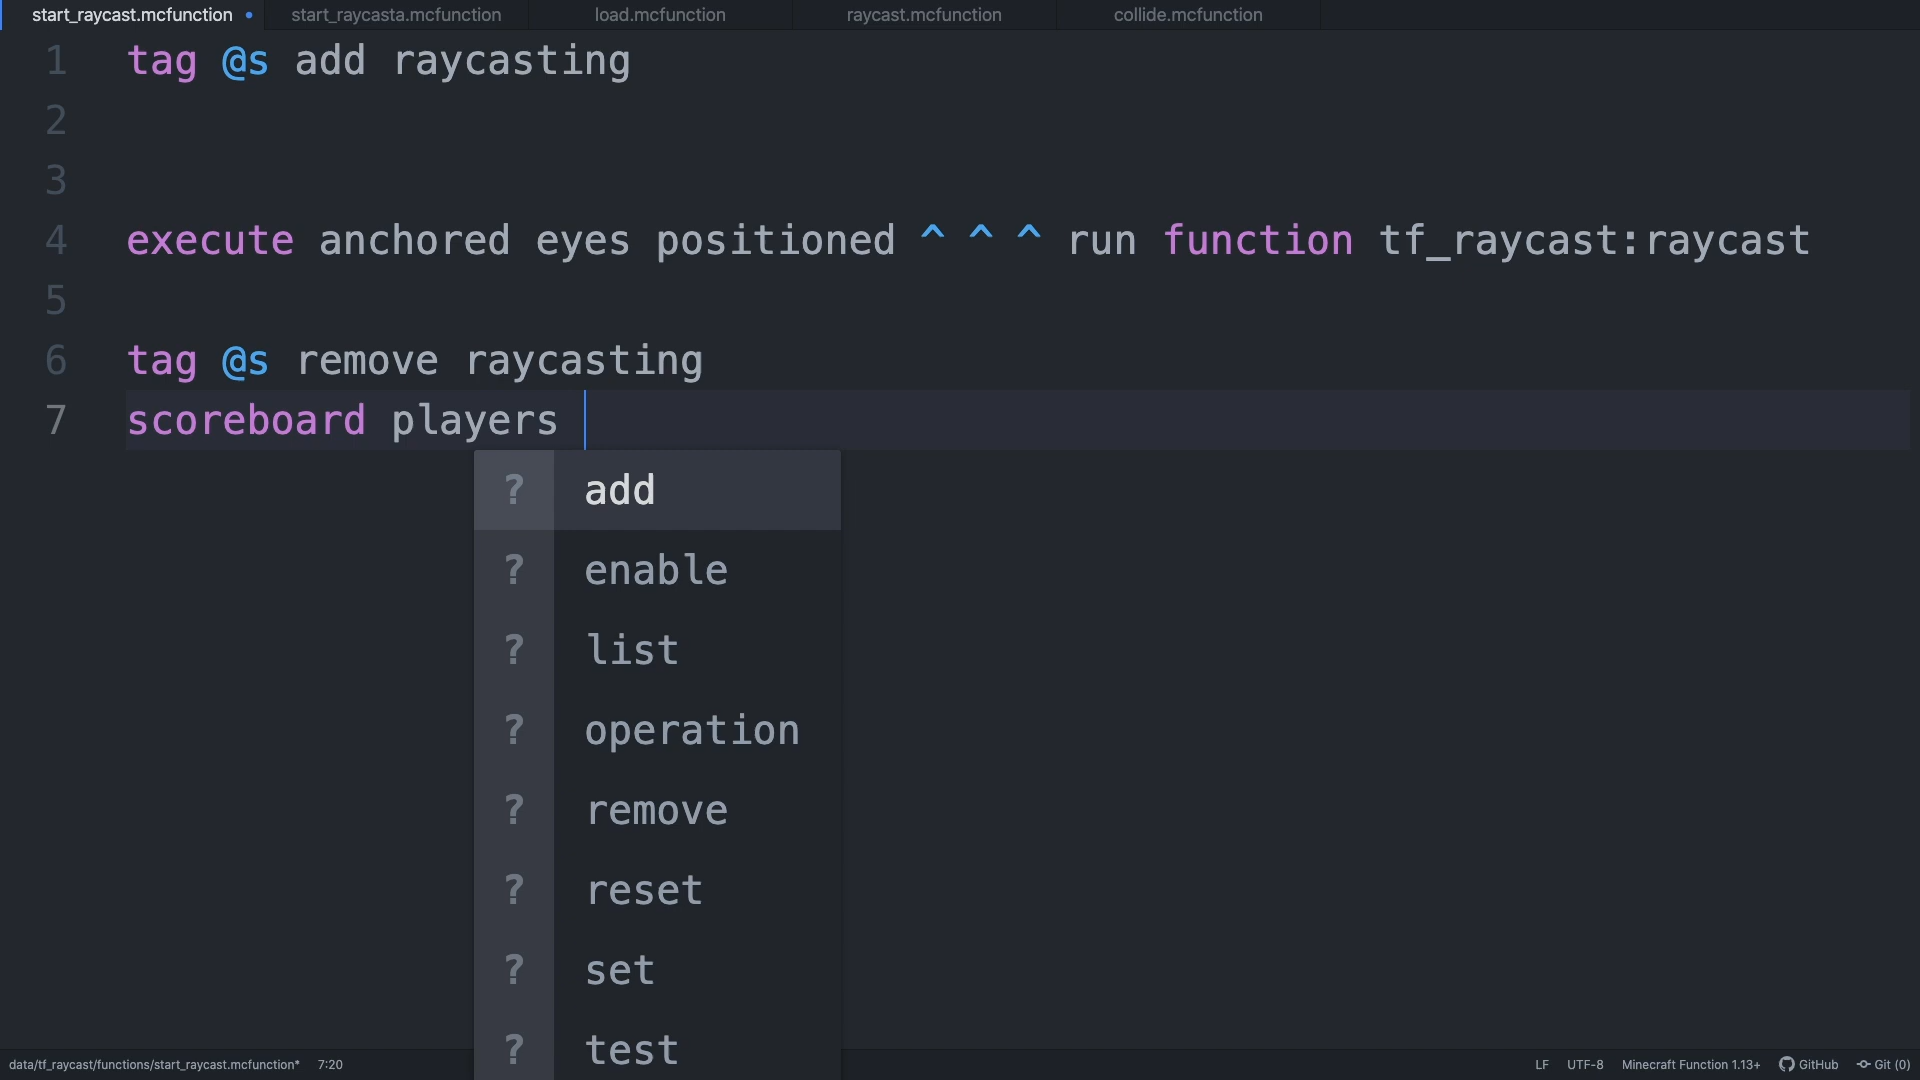 start_raycast.mcfunction start_raycasta.mcfunction load.mcfunction raycast.mcfunction collide.mcfunction
1 tag @s add raycasting
2
3
4 execute anchored eyes positioned ^ ^ ^ run function tf_raycast:raycast
5
6 tag @s remove raycasting
7 scoreboard players
? add
? enable
? list
? operation
? remove
? reset
? set
? test
data/tf_raycast/functions/start_raycast.mcfunction* 7:20 LF UTF-8 Minecraft Function 1.13+ GitHub Git (0)